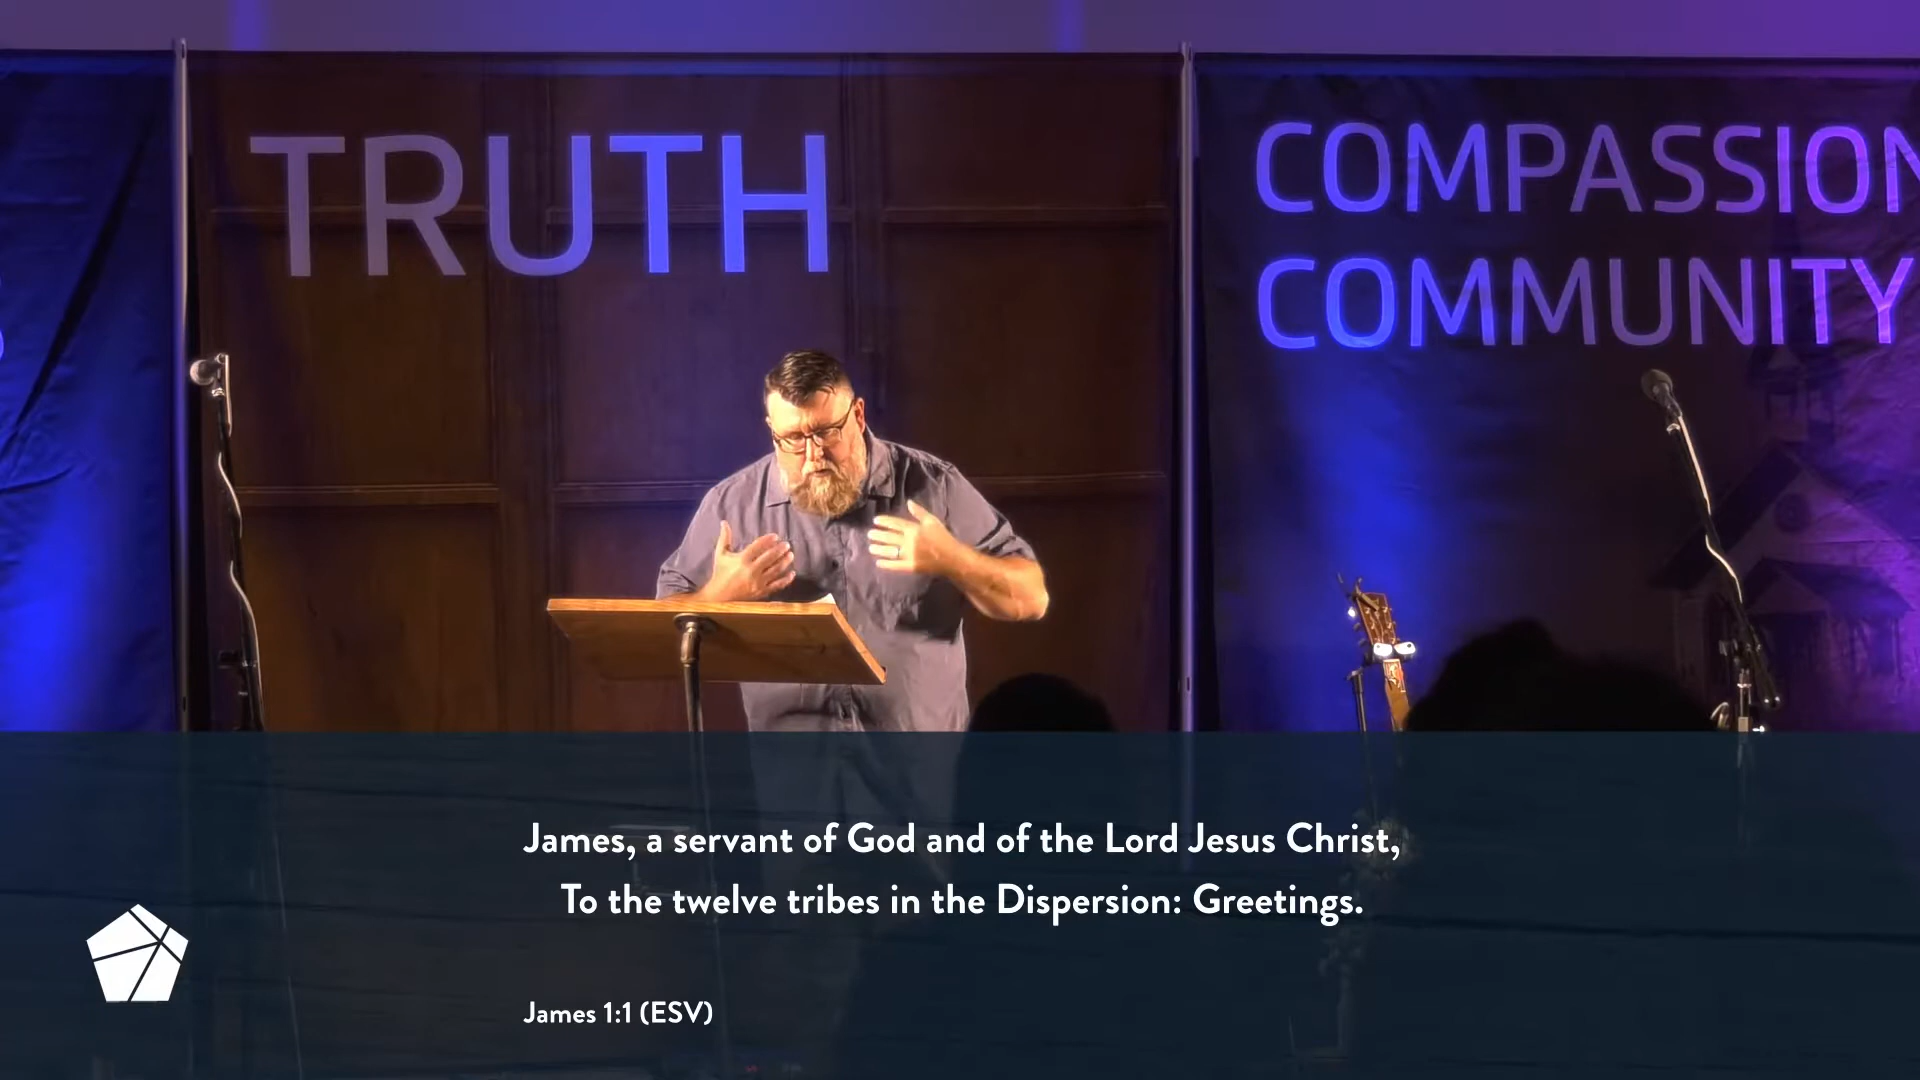 TRUTH
COMPASSION
COMMUNITY
James, a servant of God and of the Lord Jesus Christ,
To the twelve tribes in the Dispersion: Greetings.
James 1:1 (ESV)